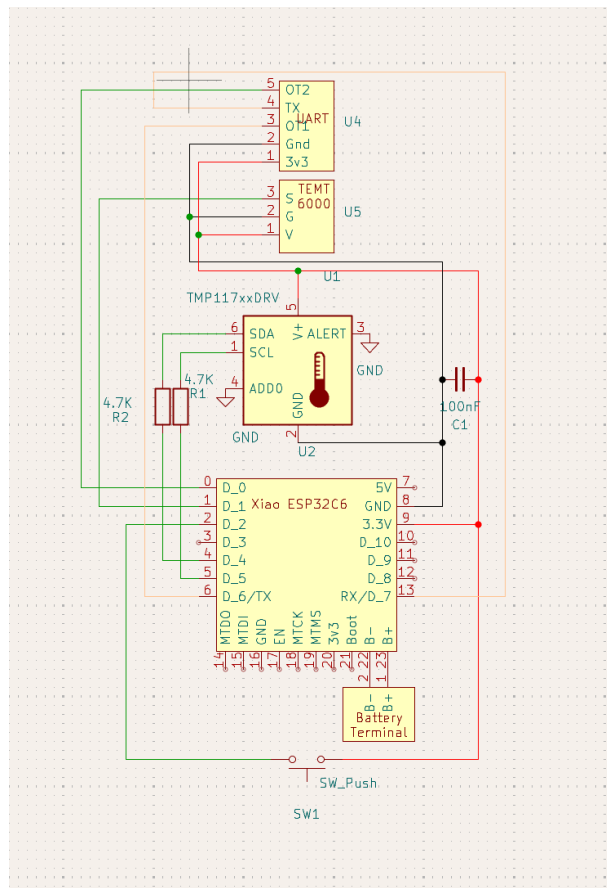 5 OT2
4 TX
3 OT1
UART
U4
2 Gnd
1 3v3
3 S
TEMT
6000
2 G
U5
1 V
U1
TMP117xxDRV
5
6 SDA
V+
ALERT 3
1 SCL
GND
4 ADD0
4.7K
R1
4.7K
R2
GND
GND
2
U2
100nF
C1
0 D_0
5V 7
1 D_1
Xiao ESP32C6
GND 8
2 D_2
3.3V 9
3 D_3
D_10 10
4 D_4
D_9 11
5 D_5
D_8 12
6 D_6/TX
RX/D_7 13
MTDO
MTDI
GND
EN
MTCK
MTMS
3v3
Boot
B-
B+
14
15
16
17
18
19
20
21
22
23
2
1
B-
B+
Battery
Terminal
SW_Push
SW1